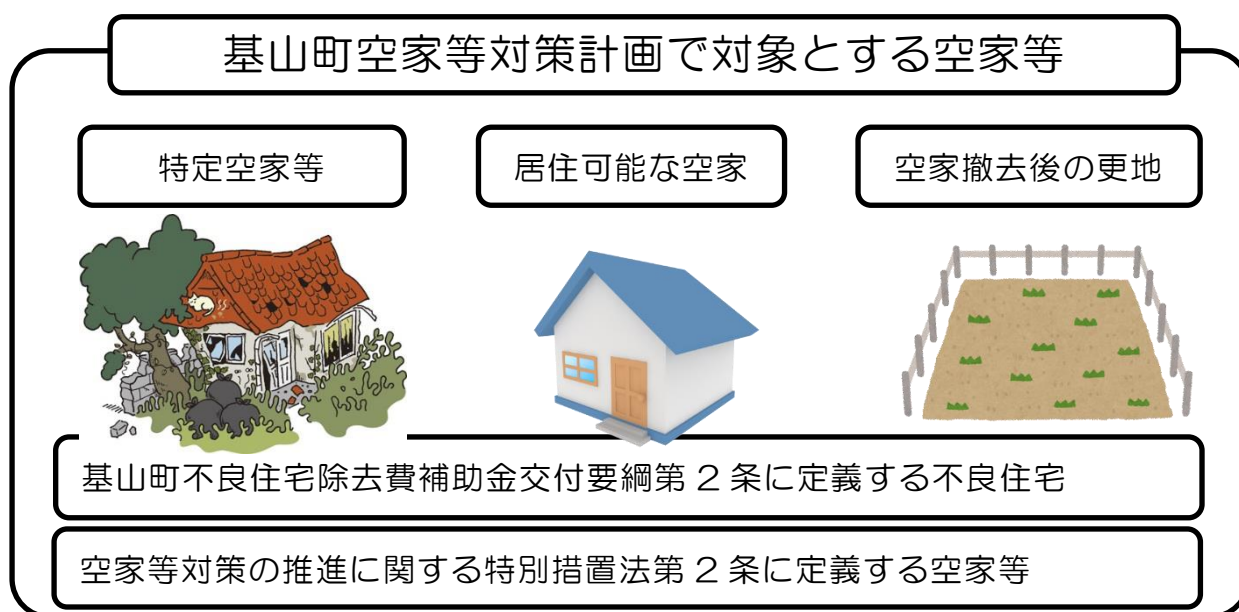 基山町空家等対策計画で対象とする空家等
特定空家等
居住可能な空家
空家撤去後の更地
基山町不良住宅除去費補助金交付要綱第2条に定義する不良住宅
空家等対策の推進に関する特別措置法第2条に定義する空家等